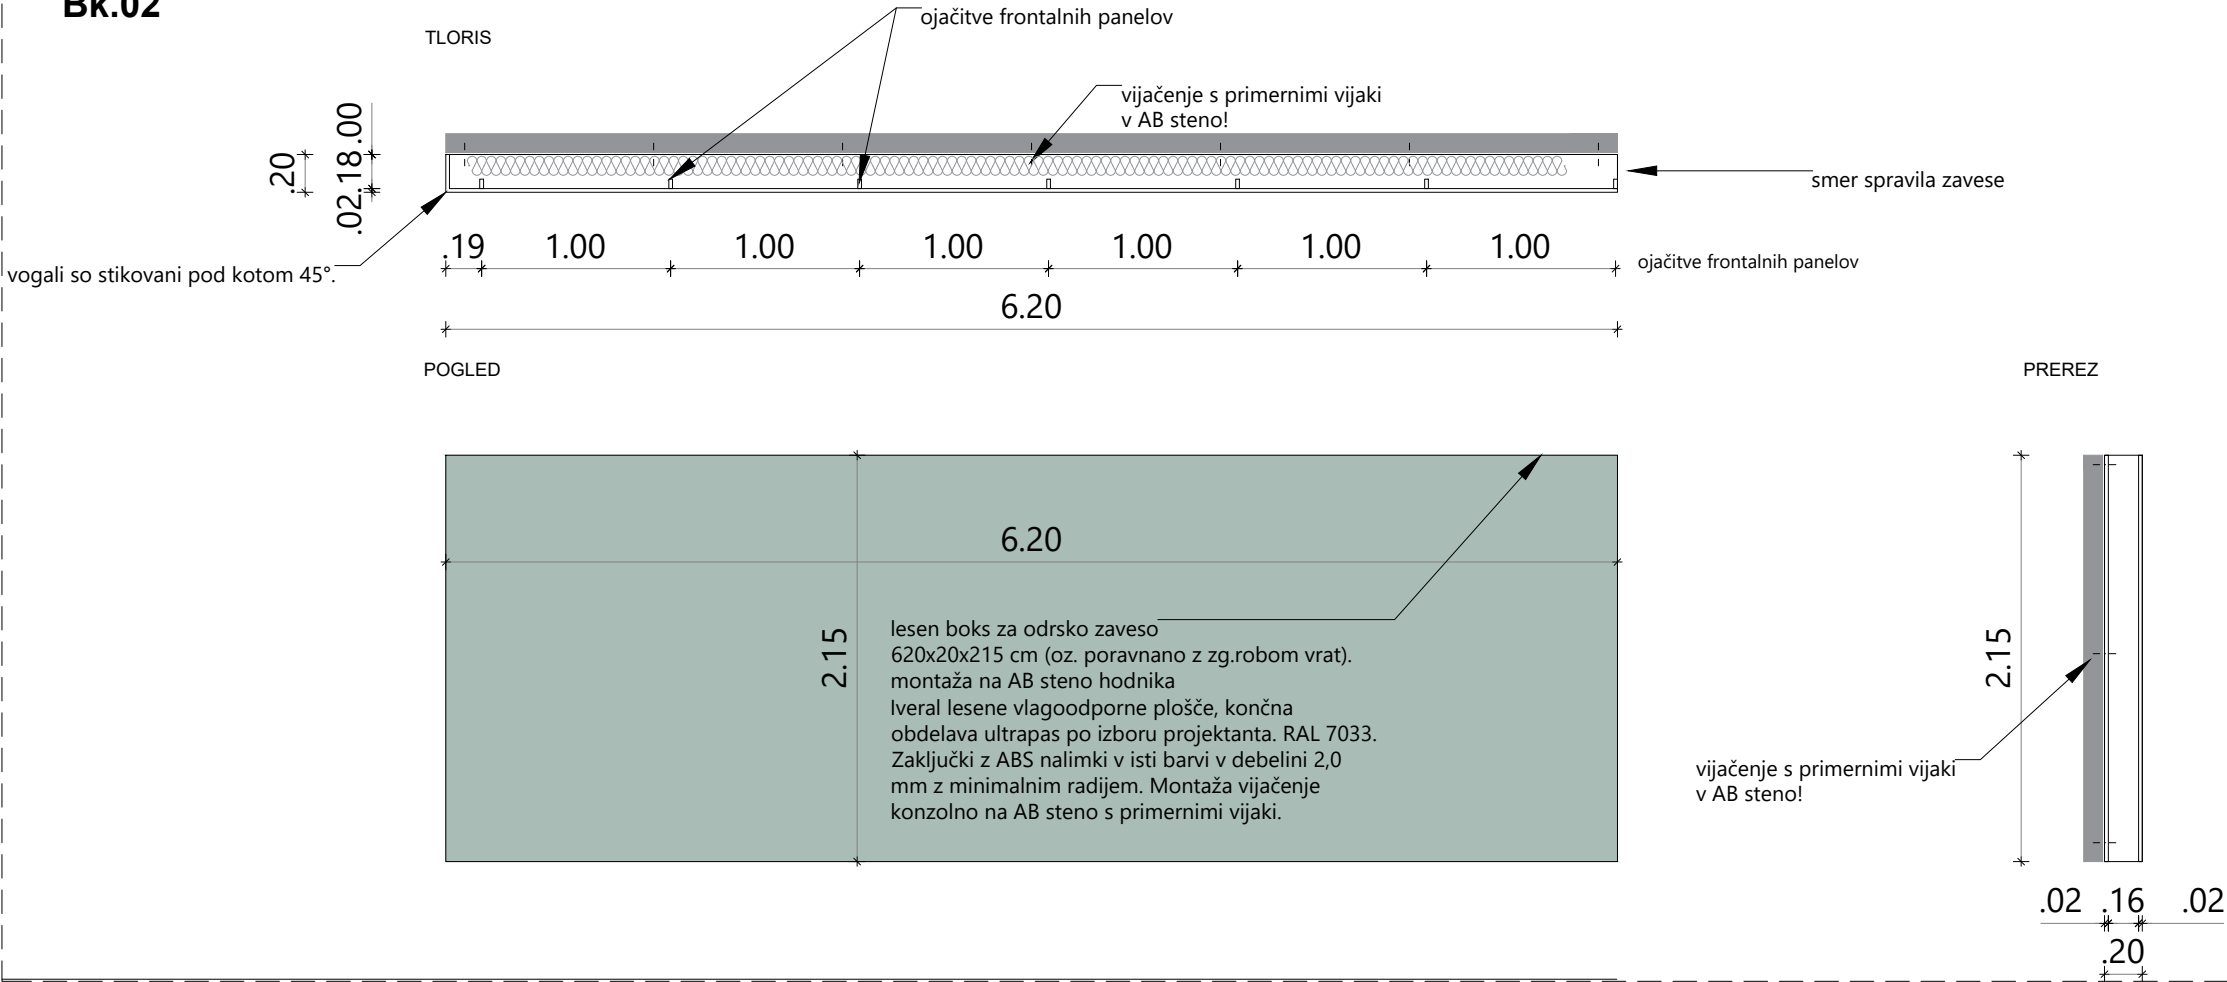 Bk.02
TLORIS
ojačitve frontalnih panelov
vijačenje s primernimi vijaki
v AB steno!
.20
.02
.18
.00
smer spravila zavese
vogali so stikovani pod kotom 45°.
.19
1.00
1.00
1.00
1.00
1.00
1.00
ojačitve frontalnih panelov
6.20
POGLED
PREREZ
6.20
2.15
lesen boks za odrsko zaveso
620x20x215 cm (oz. poravnano z zg.robom vrat).
montaža na AB steno hodnika
Iveral lesene vlagoodporne plošče, končna
obdelava ultrapas po izboru projektanta. RAL 7033.
Zaključki z ABS nalimki v isti barvi v debelini 2,0
mm z minimalnim radijem. Montaža vijačenje
konzolno na AB steno s primernimi vijaki.
2.15
vijačenje s primernimi vijaki
v AB steno!
.02
.16
.02
.20